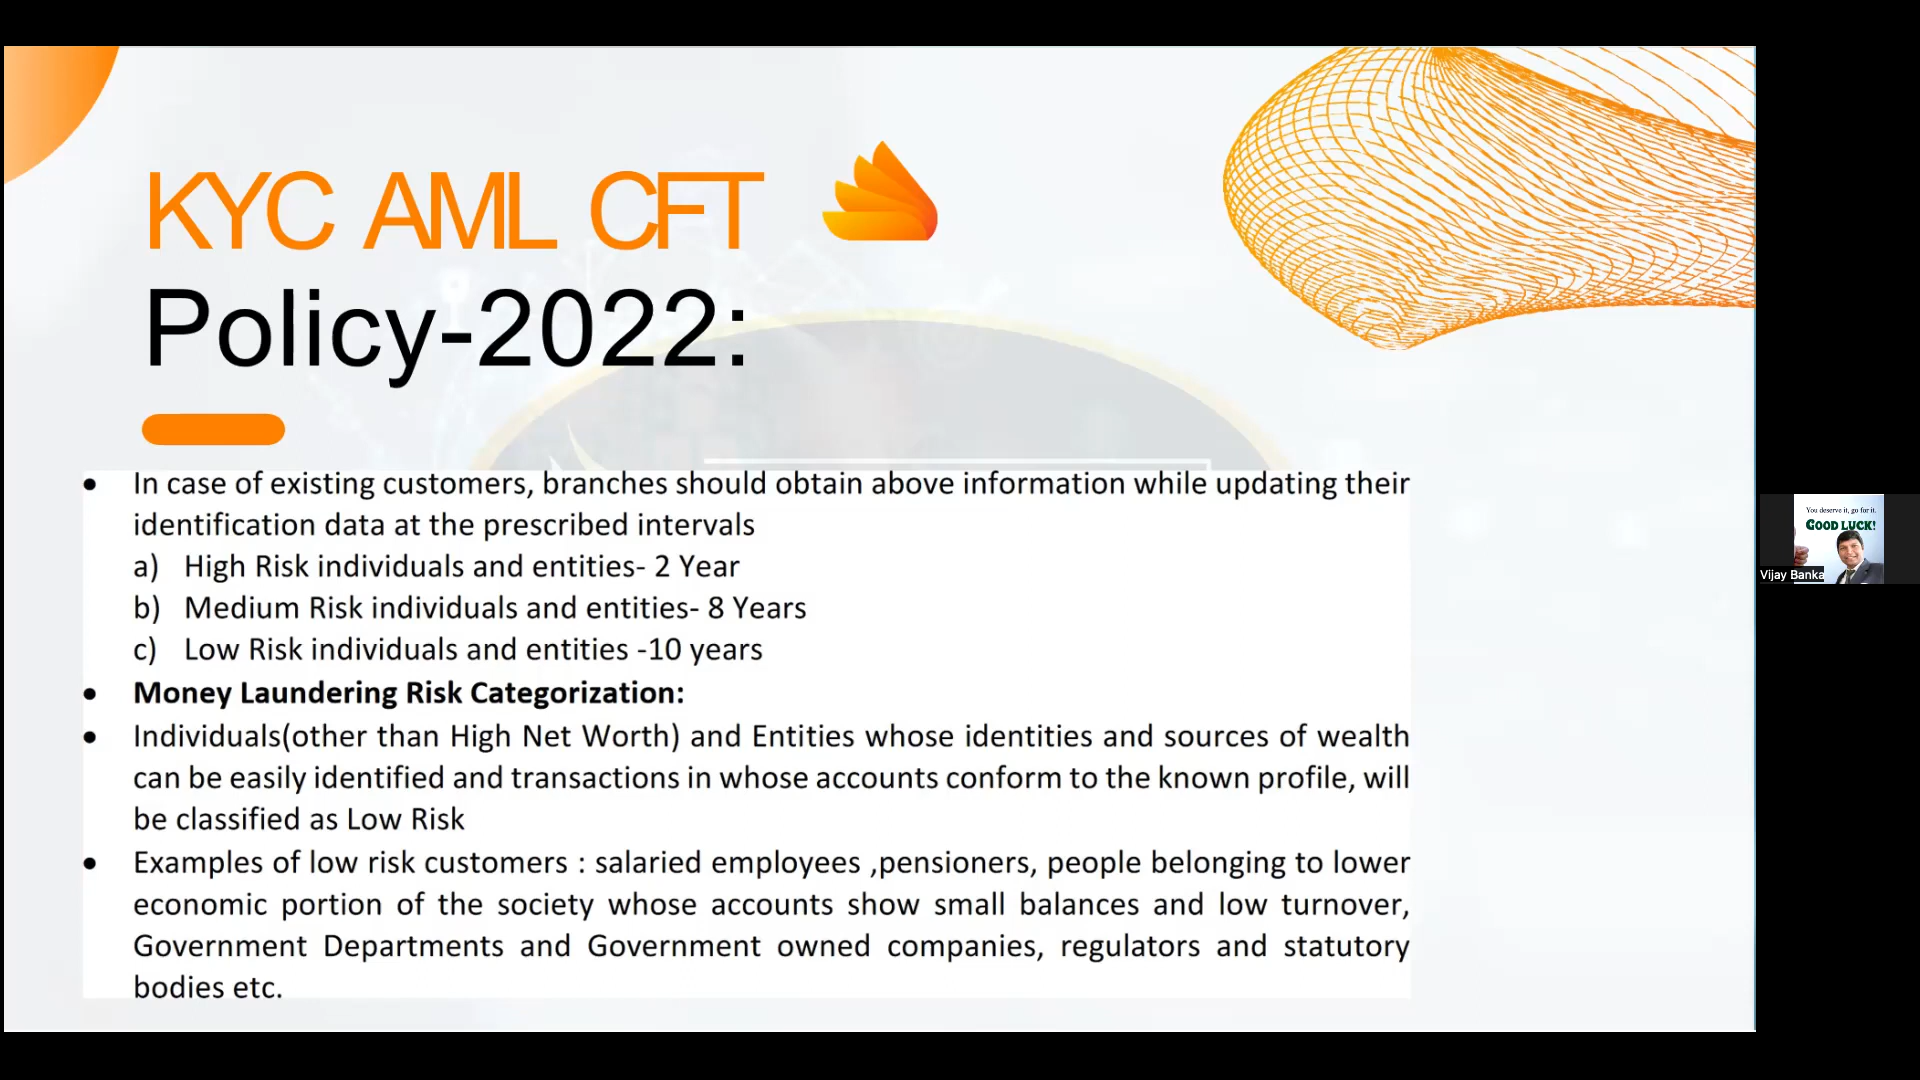 KYC AML CFT
Policy-2022:
• In case of existing customers, branches should obtain above information while updating their
identification data at the prescribed intervals
a) High Risk individuals and entities- 2 Year
b) Medium Risk individuals and entities- 8 Years
c) Low Risk individuals and entities -10 years
• Money Laundering Risk Categorization:
• Individuals(other than High Net Worth) and Entities whose identities and sources of wealth
can be easily identified and transactions in whose accounts conform to the known profile, will
be classified as Low Risk
• Examples of low risk customers : salaried employees ,pensioners, people belonging to lower
economic portion of the society whose accounts show small balances and low turnover,
Government Departments and Government owned companies, regulators and statutory
bodies etc.
You deserve it, go for it.
GOOD LUCK!
Vijay Banka